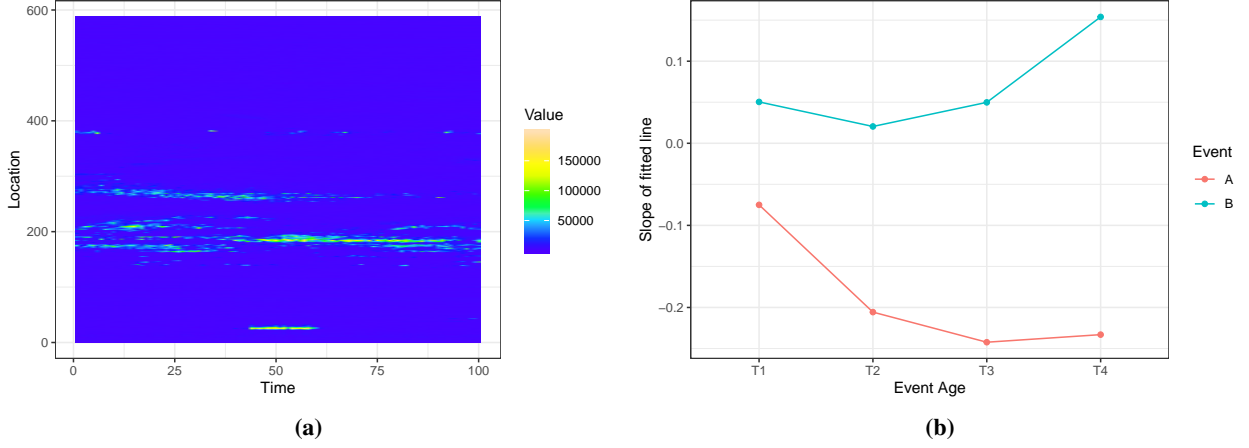 600
400
200
0
Location
0
25
50
75
100
Time
Value
150000
100000
50000
(a)
0.1
0.0
−0.1
−0.2
Slope of fitted line
T1
T2
T3
T4
Event Age
Event
A
B
(b)